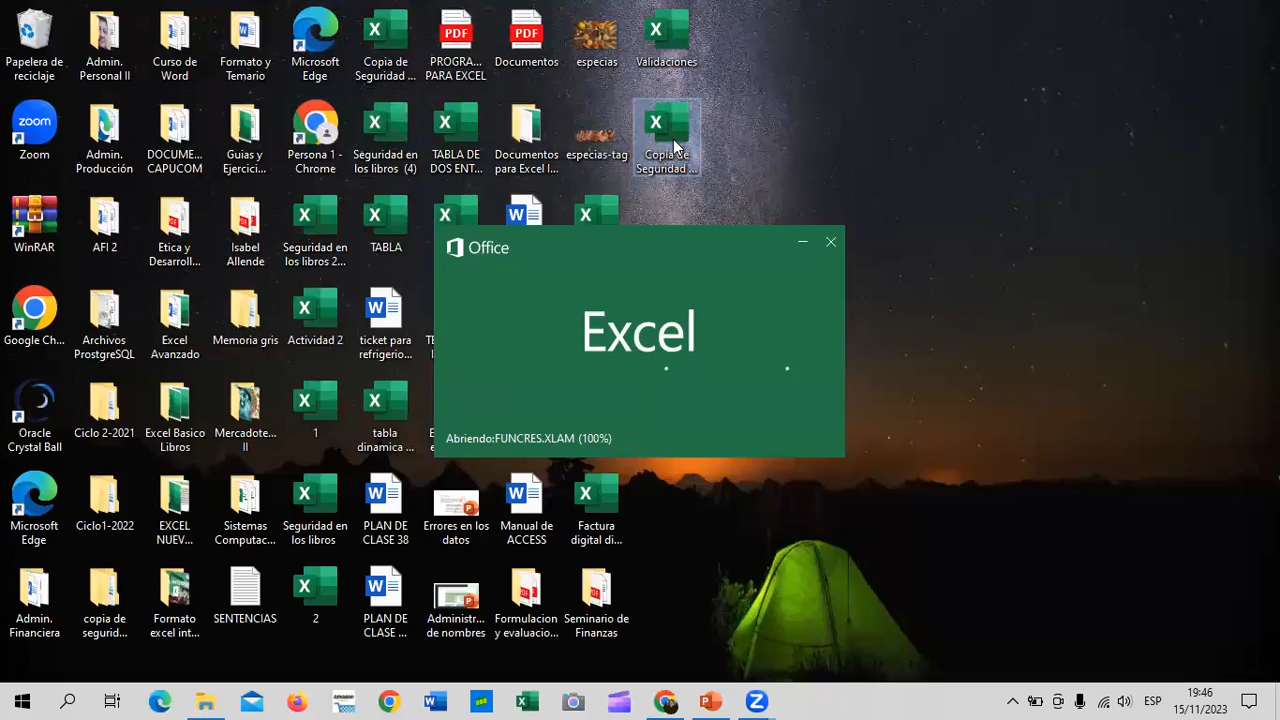 Papelera de
reciclaje
Admin.
Personal II
Curso de
Word
Formato y
Temario
Microsoft
Edge
Copia de
Seguridad ...
PROGRA...
PARA EXCEL
Documentos
especias
Validaciones
Zoom
Admin.
Producción
DOCUME...
CAPUCOM
Guias y
Ejercici...
Persona 1 -
Chrome
Seguridad en
los libros (4)
TABLA DE
DOS ENT...
Documentos
para Excel I...
especias-tag
Copia de
Seguridad ...
WinRAR
AFI 2
Etica y
Desarroll...
Isabel
Allende
Seguridad en
los libros 2...
TABLA
Google Ch...
Archivos
ProstgreSQL
Excel
Avanzado
Memoria gris
Actividad 2
ticket para
refrigerio...
Office
Excel
Abriendo:FUNCRES.XLAM (100%)
Oracle
Crystal Ball
Ciclo 2-2021
Excel Basico
Libros
Mercadote...
II
1
tabla
dinamica ...
Microsoft
Edge
Ciclo1-2022
EXCEL
NUEV...
Sistemas
Computac...
Seguridad en
los libros
PLAN DE
CLASE 38
Errores en los
datos
Manual de
ACCESS
Factura
digital di...
Admin.
Financiera
copia de
segurid...
Formato
excel int...
SENTENCIAS
2
PLAN DE
CLASE ...
Administr...
de nombres
Formulacion
y evaluacio...
Seminario de
Finanzas
ESP
19:46
15/11/2023